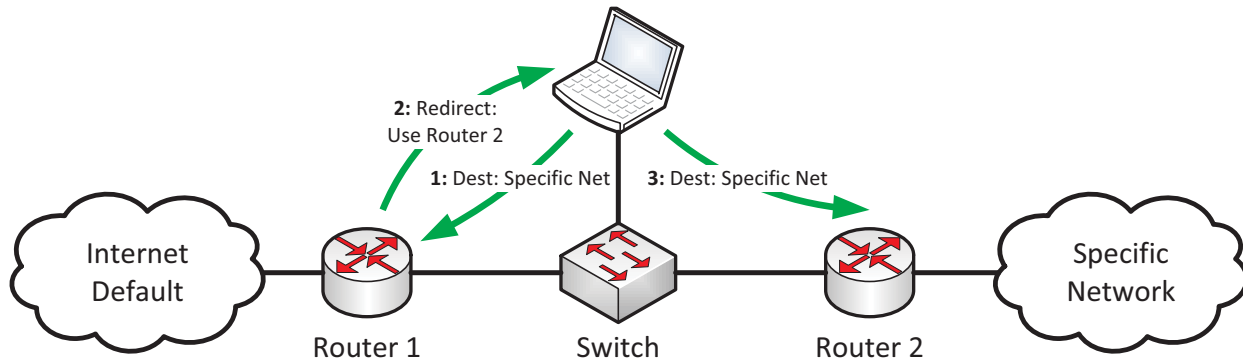 2: Redirect:
Use Router 2
1: Dest: Specific Net
3: Dest: Specific Net
Internet
Default
Specific
Network
Router 1
Switch
Router 2